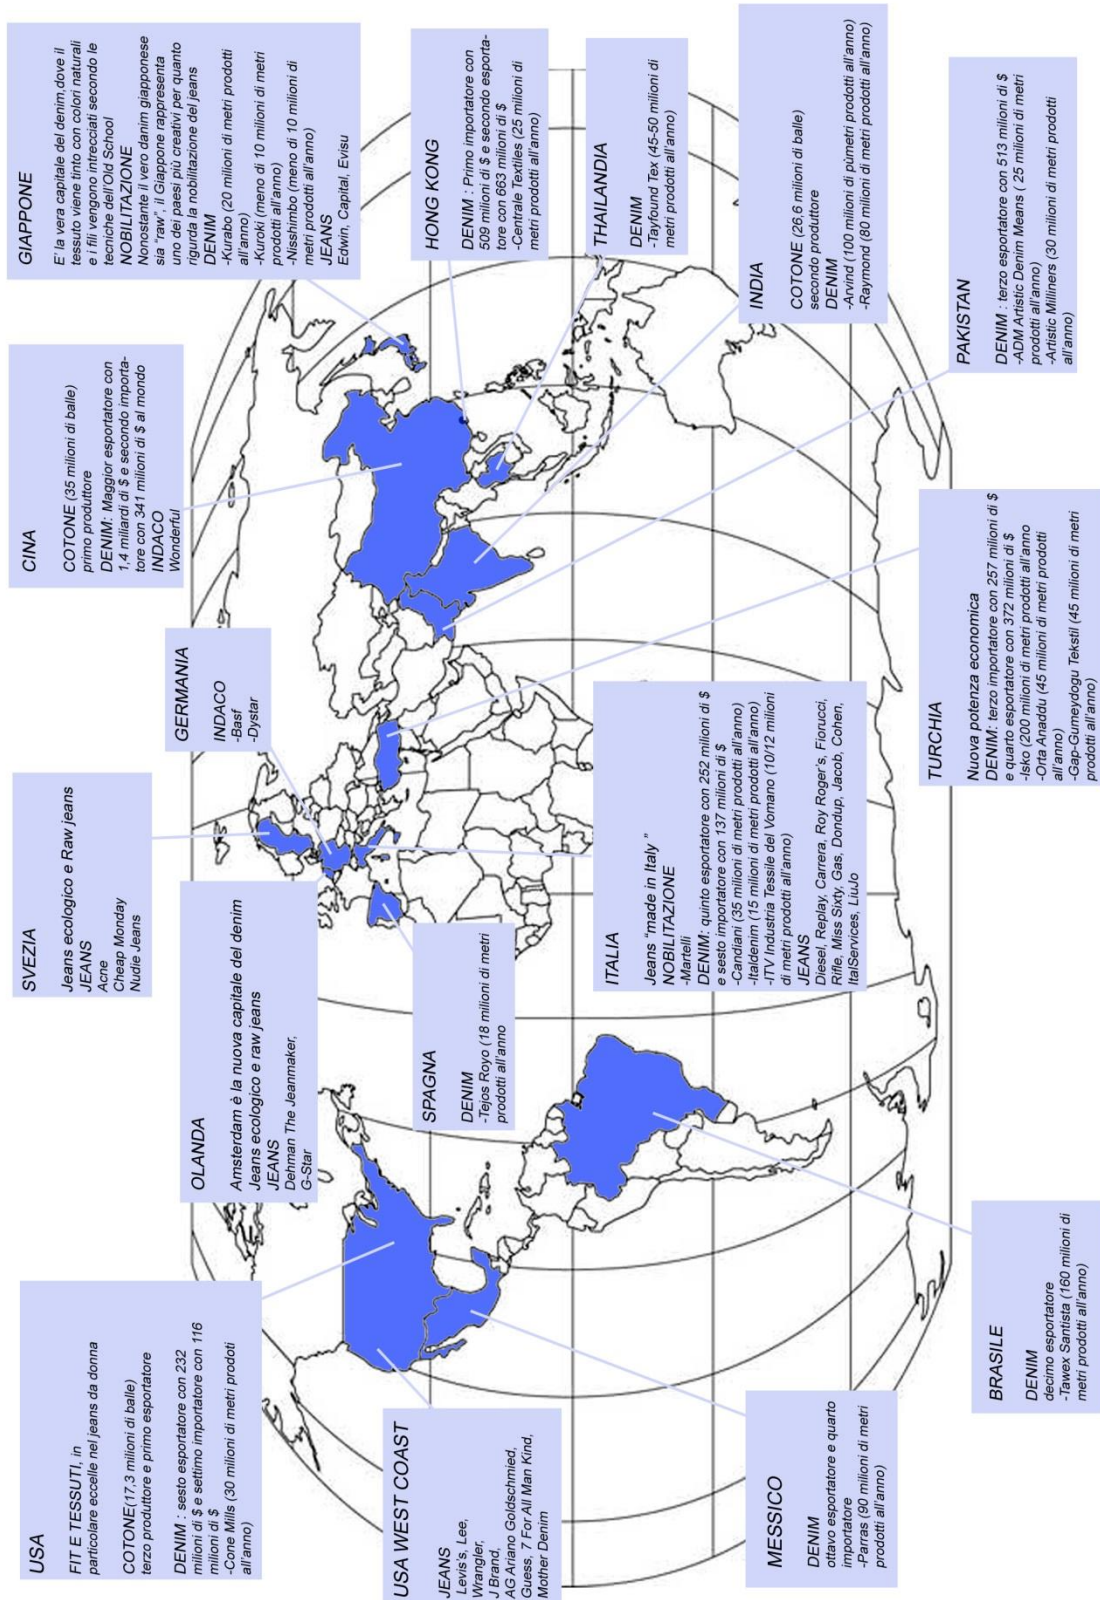 USA
FIT E TESSUTI, in
particolare eccelle nel jeans da donna
COTONE(17,3 milioni di balle)
terzo produttore e primo esportatore
DENIM : sesto esportatore con 232
milioni di $ e settimo importatore con 116
milioni di $
-Cone Mills (30 milioni di metri prodoti
all'anno)
USA WEST COAST
JEANS
Levis's, Lee,
Wrangler,
J Brand,
AG Ariano Goldschmied,
Guess, 7 For All Man Kind,
Mother Denim
MESSICO
DENIM
ottavo esportatore e quarto
importatore
-Parras (90 milioni di metri
prodotti all'anno)
BRASILE
DENIM
decimo esportatore
-Tawex Santista (160 milioni di
metri prodotti all'anno)
OLANDA
Amsterdam è la nuova capitale del denim
Jeans ecologico e raw jeans
JEANS
Dehman The Jeanmaker,
G-Star
SPAGNA
DENIM
-Tejos Royo (18 milioni di metri
prodotti all'anno
SVEZIA
Jeans ecologico e Raw jeans
JEANS
Acne
Cheap Monday
Nudie Jeans
GERMANIA
INDACO
-Basf
-Dystar
ITALIA
Jeans "made in Italy"
NOBILITAZIONE
-Martelli
DENIM: quinto esportatore con 252 milioni di $
e sesto importatore con 137 milioni di $
-Candiani (35 milioni di metri prodotti all'anno)
-Italdenim (15 milioni di metri prodotti all'anno)
-ITV Industria Tessile del Vomano (10/12 milioni
di metri prodotti all'anno)
JEANS
Diesel, Replay, Carrera, Roy Roger's, Fiorucci,
Rifle, Miss Sixty, Gas, Dondup, Jacob, Cohen,
ItalServices, LiuJo
TURCHIA
Nuova potenza economica
DENIM: terzo importatore con 257 milioni di $
e quarto esportatore con 372 milioni di $
-Isko (200 milioni di metri prodotti all'anno
-Orta Anaddu (45 milioni di metri prodotti
all'anno)
-Gap-Gumeydogu Tekstil (45 milioni di metri
prodotti all'anno)
CINA
COTONE (35 milioni di balle)
primo produttore
DENIM: Maggior esportatore con
1,4 miliardi di $ e secondo importa-
tore con 341 milioni di $ al mondo
INDACO
Wonderful
GIAPPONE
E' la vera capitale del denim,dove il
tessuto viene tinto con colori naturali
e i fili vengono intrecciati secondo le
tecniche dell'Old School
NOBILITAZIONE
Nonostante il vero danim giapponese
sia "raw", il Giappone rappresenta
uno dei paesi più creativi per quanto
rigurda la nobilitazione del jeans
DENIM
-Kurabo (20 milioni di metri prodotti
all'anno)
-Kuroki (meno di 10 milioni di metri
prodotti all'anno)
-Nisshimbo (meno di 10 milioni di
metri prodotti all'anno)
JEANS
Edwin, Capital, Evisu
HONG KONG
DENIM : Primo importatore con
509 milioni di $ e secondo esporta-
tore con 663 milioni di $
-Centrale Textiles (25 milioni di
metri prodotti all'anno)
THAILANDIA
DENIM
-Tayfound Tex (45-50 milioni di
metri prodotti all'anno)
INDIA
COTONE (26,6 milioni di balle)
secondo produttore
DENIM
-Arvind (100 milioni di pùmetri prodotti all'anno)
-Raymond (80 milioni di metri prodotti all'anno)
PAKISTAN
DENIM : terzo esportatore con 513 milioni di $
-ADM Artistic Denim Means ( 25 milioni di metri
prodotti all'anno)
-Artistic Milliners (30 milioni di metri prodotti
all'anno)